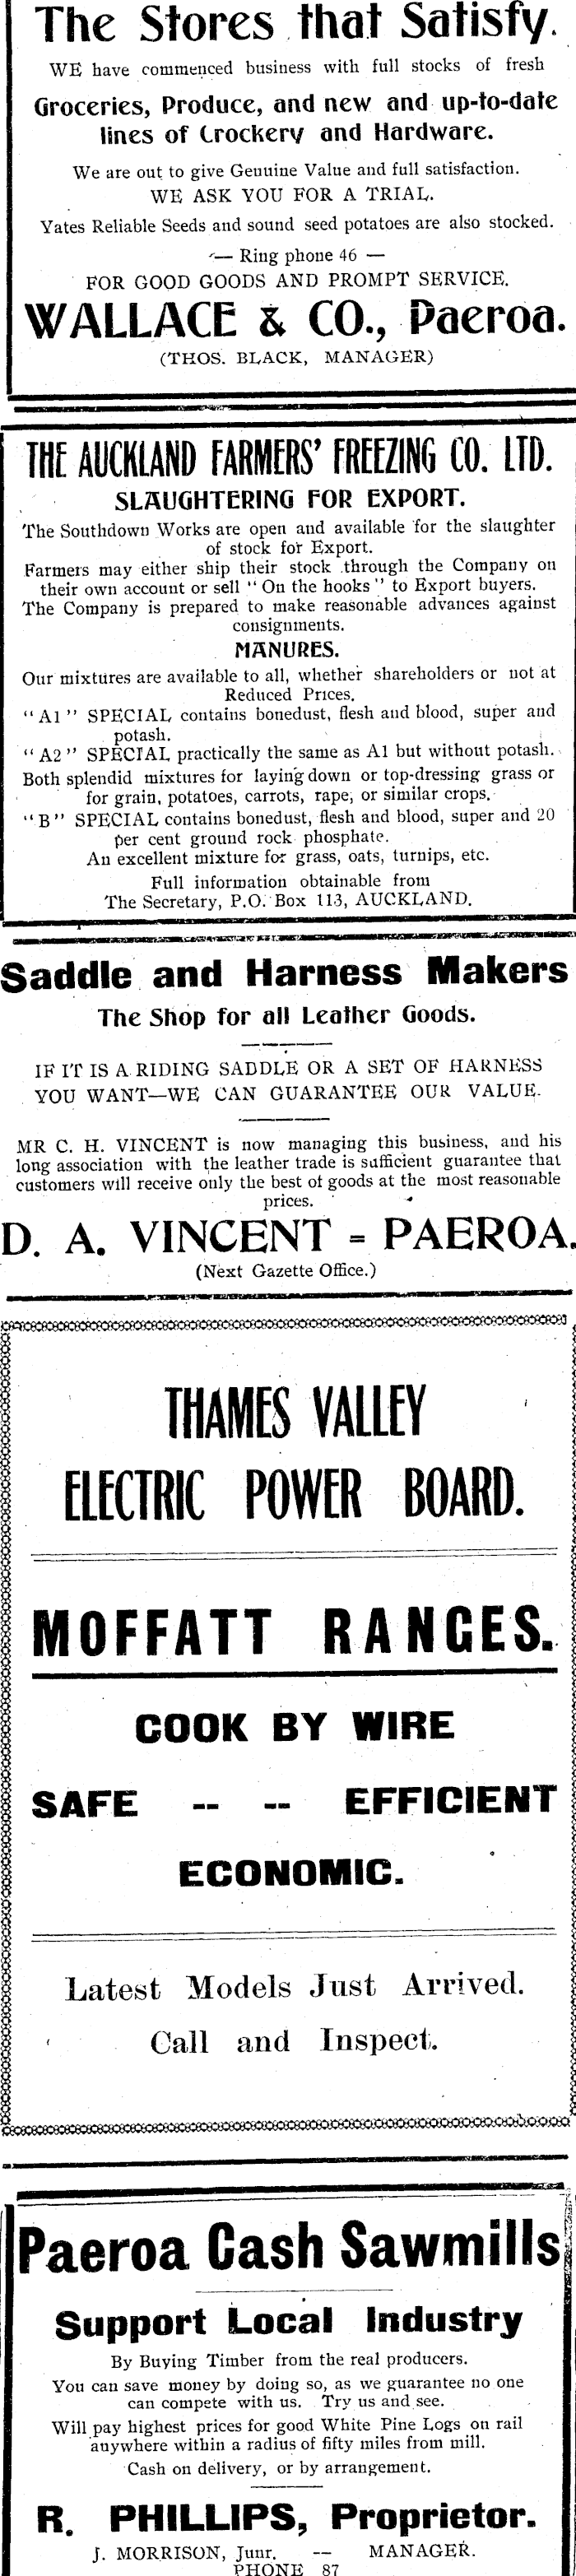 The Stores that Satisfy.
WE have commenced business with full stocks of fresh
Groceries, Produce, and new and up-to-date
lines of Crockery and Hardware.
We are out to give Genuine Value and full satisfaction.
WE ASK YOU FOR A TRIAL.
Yates Reliable Seeds and sound seed potatoes are also stocked.
— Ring phone 46 —
FOR GOOD GOODS AND PROMPT SERVICE.
WALLACE & CO., Paeroa.
(THOS. BLACK, MANAGER)
THE AUCKLAND FARMERS' FREEZING CO. LTD.
SLAUGHTERING FOR EXPORT.
The Southdown Works are open and available for the slaughter
of stock for Export.
Farmers may either ship their stock through the Company on
their own account or sell "On the hooks" to Export buyers.
The Company is prepared to make reasonable advances against
consignments.
MANURES.
Our mixtures are available to all, whether shareholders or not at
Reduced Prices.
"A1" SPECIAL contains bonedust, flesh and blood, super and
potash.
"A2" SPECIAL practically the same as A1 but without potash.
Both splendid mixtures for laying down or top-dressing grass or
for grain, potatoes, carrots, rape, or similar crops.
"B" SPECIAL contains bonedust, flesh and blood, super and 20
per cent ground rock phosphate.
An excellent mixture for grass, oats, turnips, etc.
Full information obtainable from
The Secretary, P.O. Box 113, AUCKLAND.
Saddle and Harness Makers
The Shop for all Leather Goods.
IF IT IS A RIDING SADDLE OR A SET OF HARNESS
YOU WANT—WE CAN GUARANTEE OUR VALUE.
MR C. H. VINCENT is now managing this business, and his
long association with the leather trade is sufficient guarantee that
customers will receive only the best of goods at the most reasonable
prices.
D. A. VINCENT = PAEROA.
(Next Gazette Office.)
THAMES VALLEY
ELECTRIC POWER BOARD.
MOFFATT RANGES.
COOK BY WIRE
SAFE -- -- EFFICIENT
ECONOMIC.
Latest Models Just Arrived.
Call and Inspect.
Paeroa Cash Sawmills
Support Local Industry
By Buying Timber from the real producers.
You can save money by doing so, as we guarantee no one
can compete with us. Try us and see.
Will pay highest prices for good White Pine Logs on rail
anywhere within a radius of fifty miles from mill.
Cash on delivery, or by arrangement.
R. PHILLIPS, Proprietor.
J. MORRISON, Junr. -- MANAGER.
PHONE 87